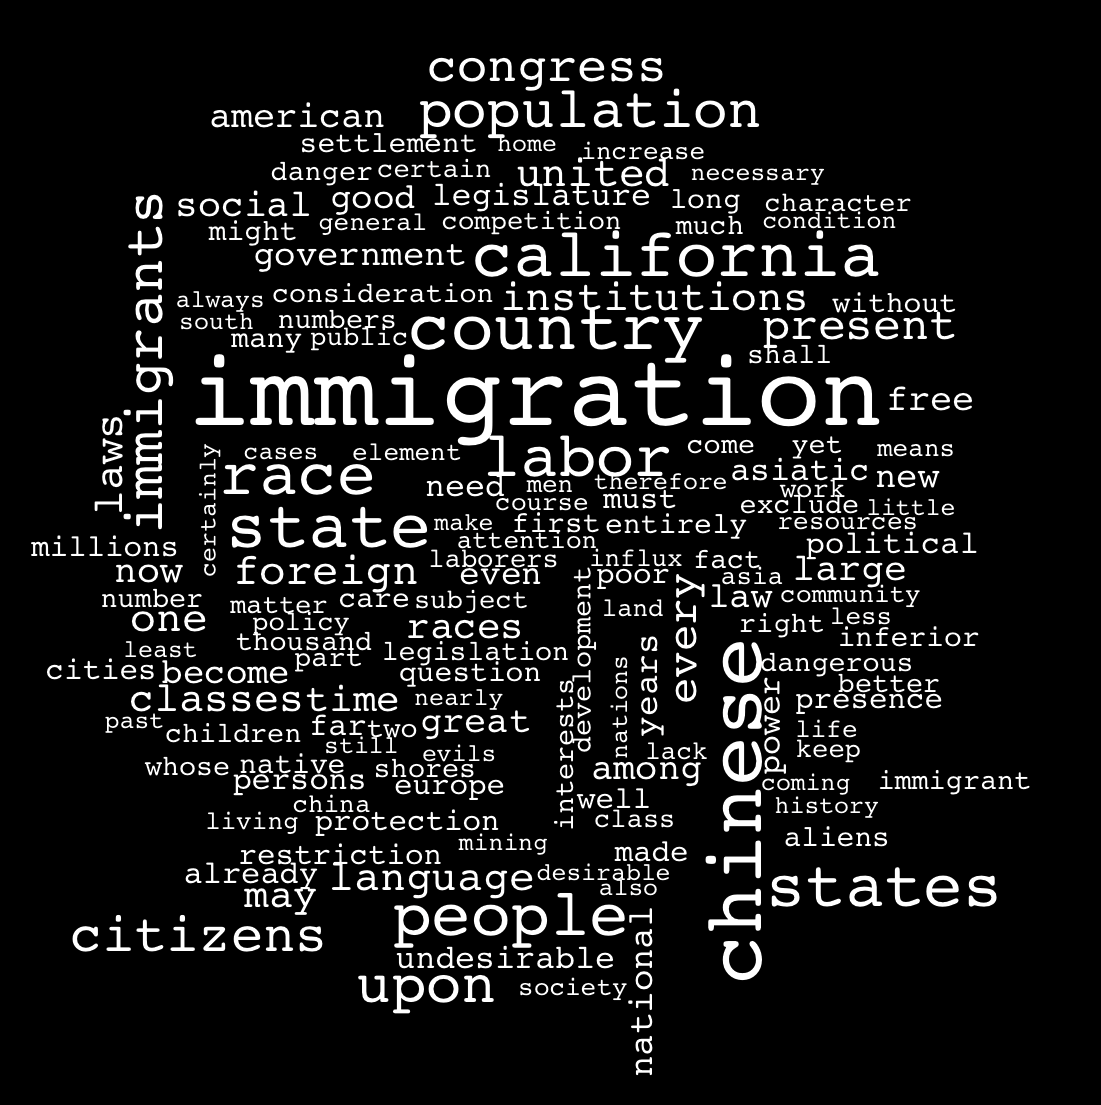 congress
american population
settlement home increase
danger certain united necessary
social good legislature long character
might general competition much condition
immigrants
government california
always consideration institutions without
south numbers country present
many public shall
immigration free
laws
cases element labor come yet means
certainly
race need men therefore asiatic new
course must work exclude little
state make first entirely resources
millions attention political
now foreign laborers even influx fact large
poor asia
number matter care subject land law community
one policy races every right less
thousand inferior
least part legislation development
cities become question years dangerous
classes time nearly nations better
presence
past children far two great interests power life
still evils lack chinese keep
whose native shores among
persons europe coming immigrant
china well history
living protection class
mining aliens
restriction made
already language desirable states
may also
citizens people
undesirable national
upon society